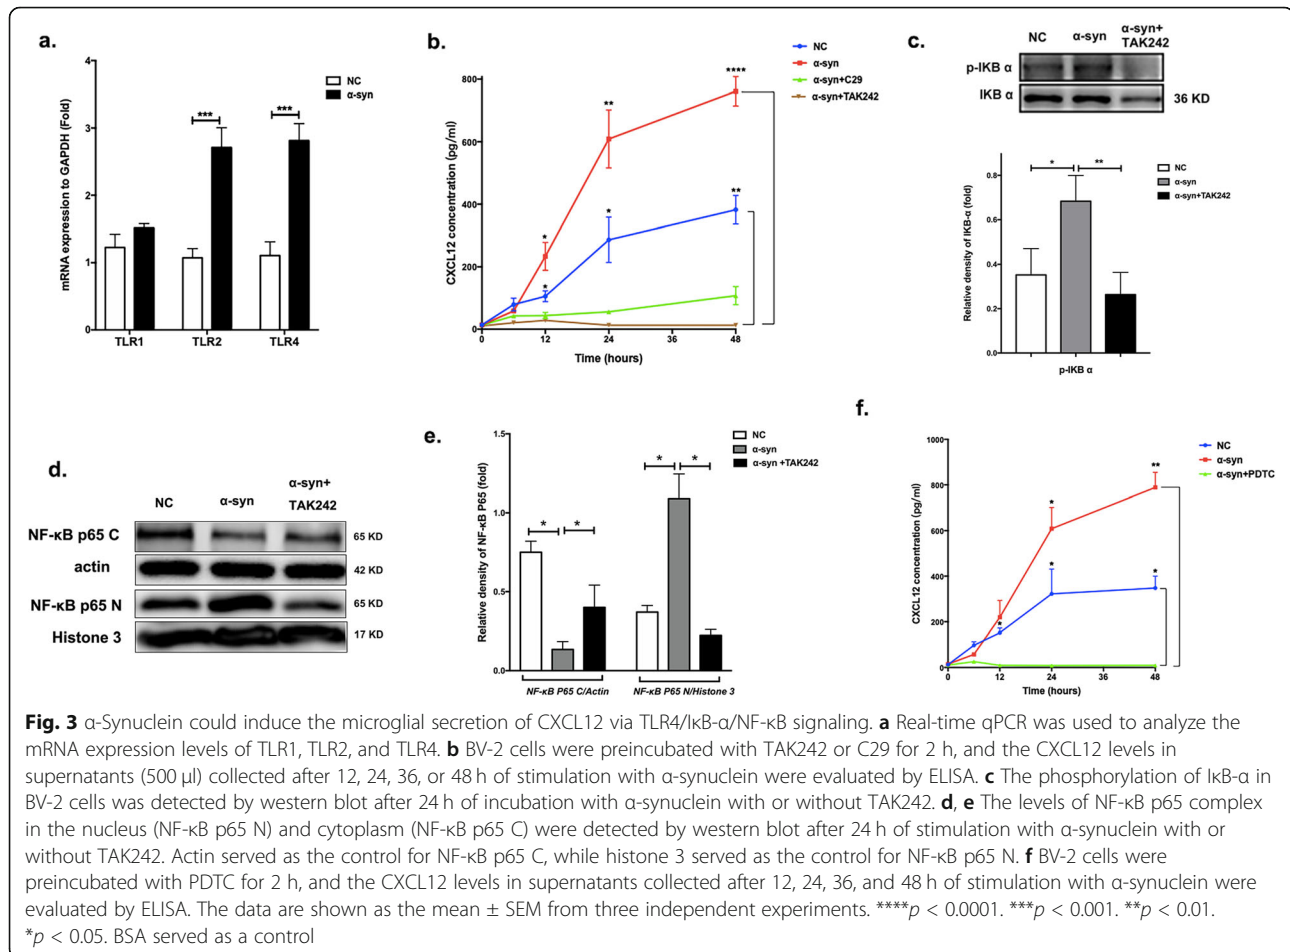 a.
NC
α-syn
mRNA expression to GAPDH (Fold)
4
3
2
1
0
***
***
TLR1
TLR2
TLR4
b.
NC
α-syn
α-syn+C29
α-syn+TAK242
CXCL12 concentration (pg/ml)
800
600
400
200
0
****
**
**
*
*
*
0
12
24
36
48
Time (hours)
c.
NC
α-syn
α-syn+
TAK242
p-IKB α
IKB α
36 KD
NC
α-syn
α-syn+TAK242
Relative density of IKB-α (fold)
0.8
0.6
0.4
0.2
0.0
*
**
p-IKB α
d.
NC
α-syn
α-syn+
TAK242
NF-κB p65 C
65 KD
actin
42 KD
NF-κB p65 N
65 KD
Histone 3
17 KD
e.
NC
α-syn
α-syn +TAK242
Relative density of NF-κB P65 (fold)
1.5
1.0
0.5
0.0
*
*
*
*
NF-κB P65 C/Actin
NF-κB P65 N/Histone 3
f.
NC
α-syn
α-syn+PDTC
CXCL12 concentration (pg/ml)
1000
800
600
400
200
0
**
*
*
*
*
0
12
24
36
48
Time (hours)
Fig. 3 α-Synuclein could induce the microglial secretion of CXCL12 via TLR4/IκB-α/NF-κB signaling. a Real-time qPCR was used to analyze the
mRNA expression levels of TLR1, TLR2, and TLR4. b BV-2 cells were preincubated with TAK242 or C29 for 2 h, and the CXCL12 levels in
supernatants (500 μl) collected after 12, 24, 36, or 48 h of stimulation with α-synuclein were evaluated by ELISA. c The phosphorylation of IκB-α in
BV-2 cells was detected by western blot after 24 h of incubation with α-synuclein with or without TAK242. d, e The levels of NF-κB p65 complex
in the nucleus (NF-κB p65 N) and cytoplasm (NF-κB p65 C) were detected by western blot after 24 h of stimulation with α-synuclein with or
without TAK242. Actin served as the control for NF-κB p65 C, while histone 3 served as the control for NF-κB p65 N. f BV-2 cells were
preincubated with PDTC for 2 h, and the CXCL12 levels in supernatants collected after 12, 24, 36, and 48 h of stimulation with α-synuclein were
evaluated by ELISA. The data are shown as the mean ± SEM from three independent experiments. ****p < 0.0001. ***p < 0.001. **p < 0.01.
*p < 0.05. BSA served as a control